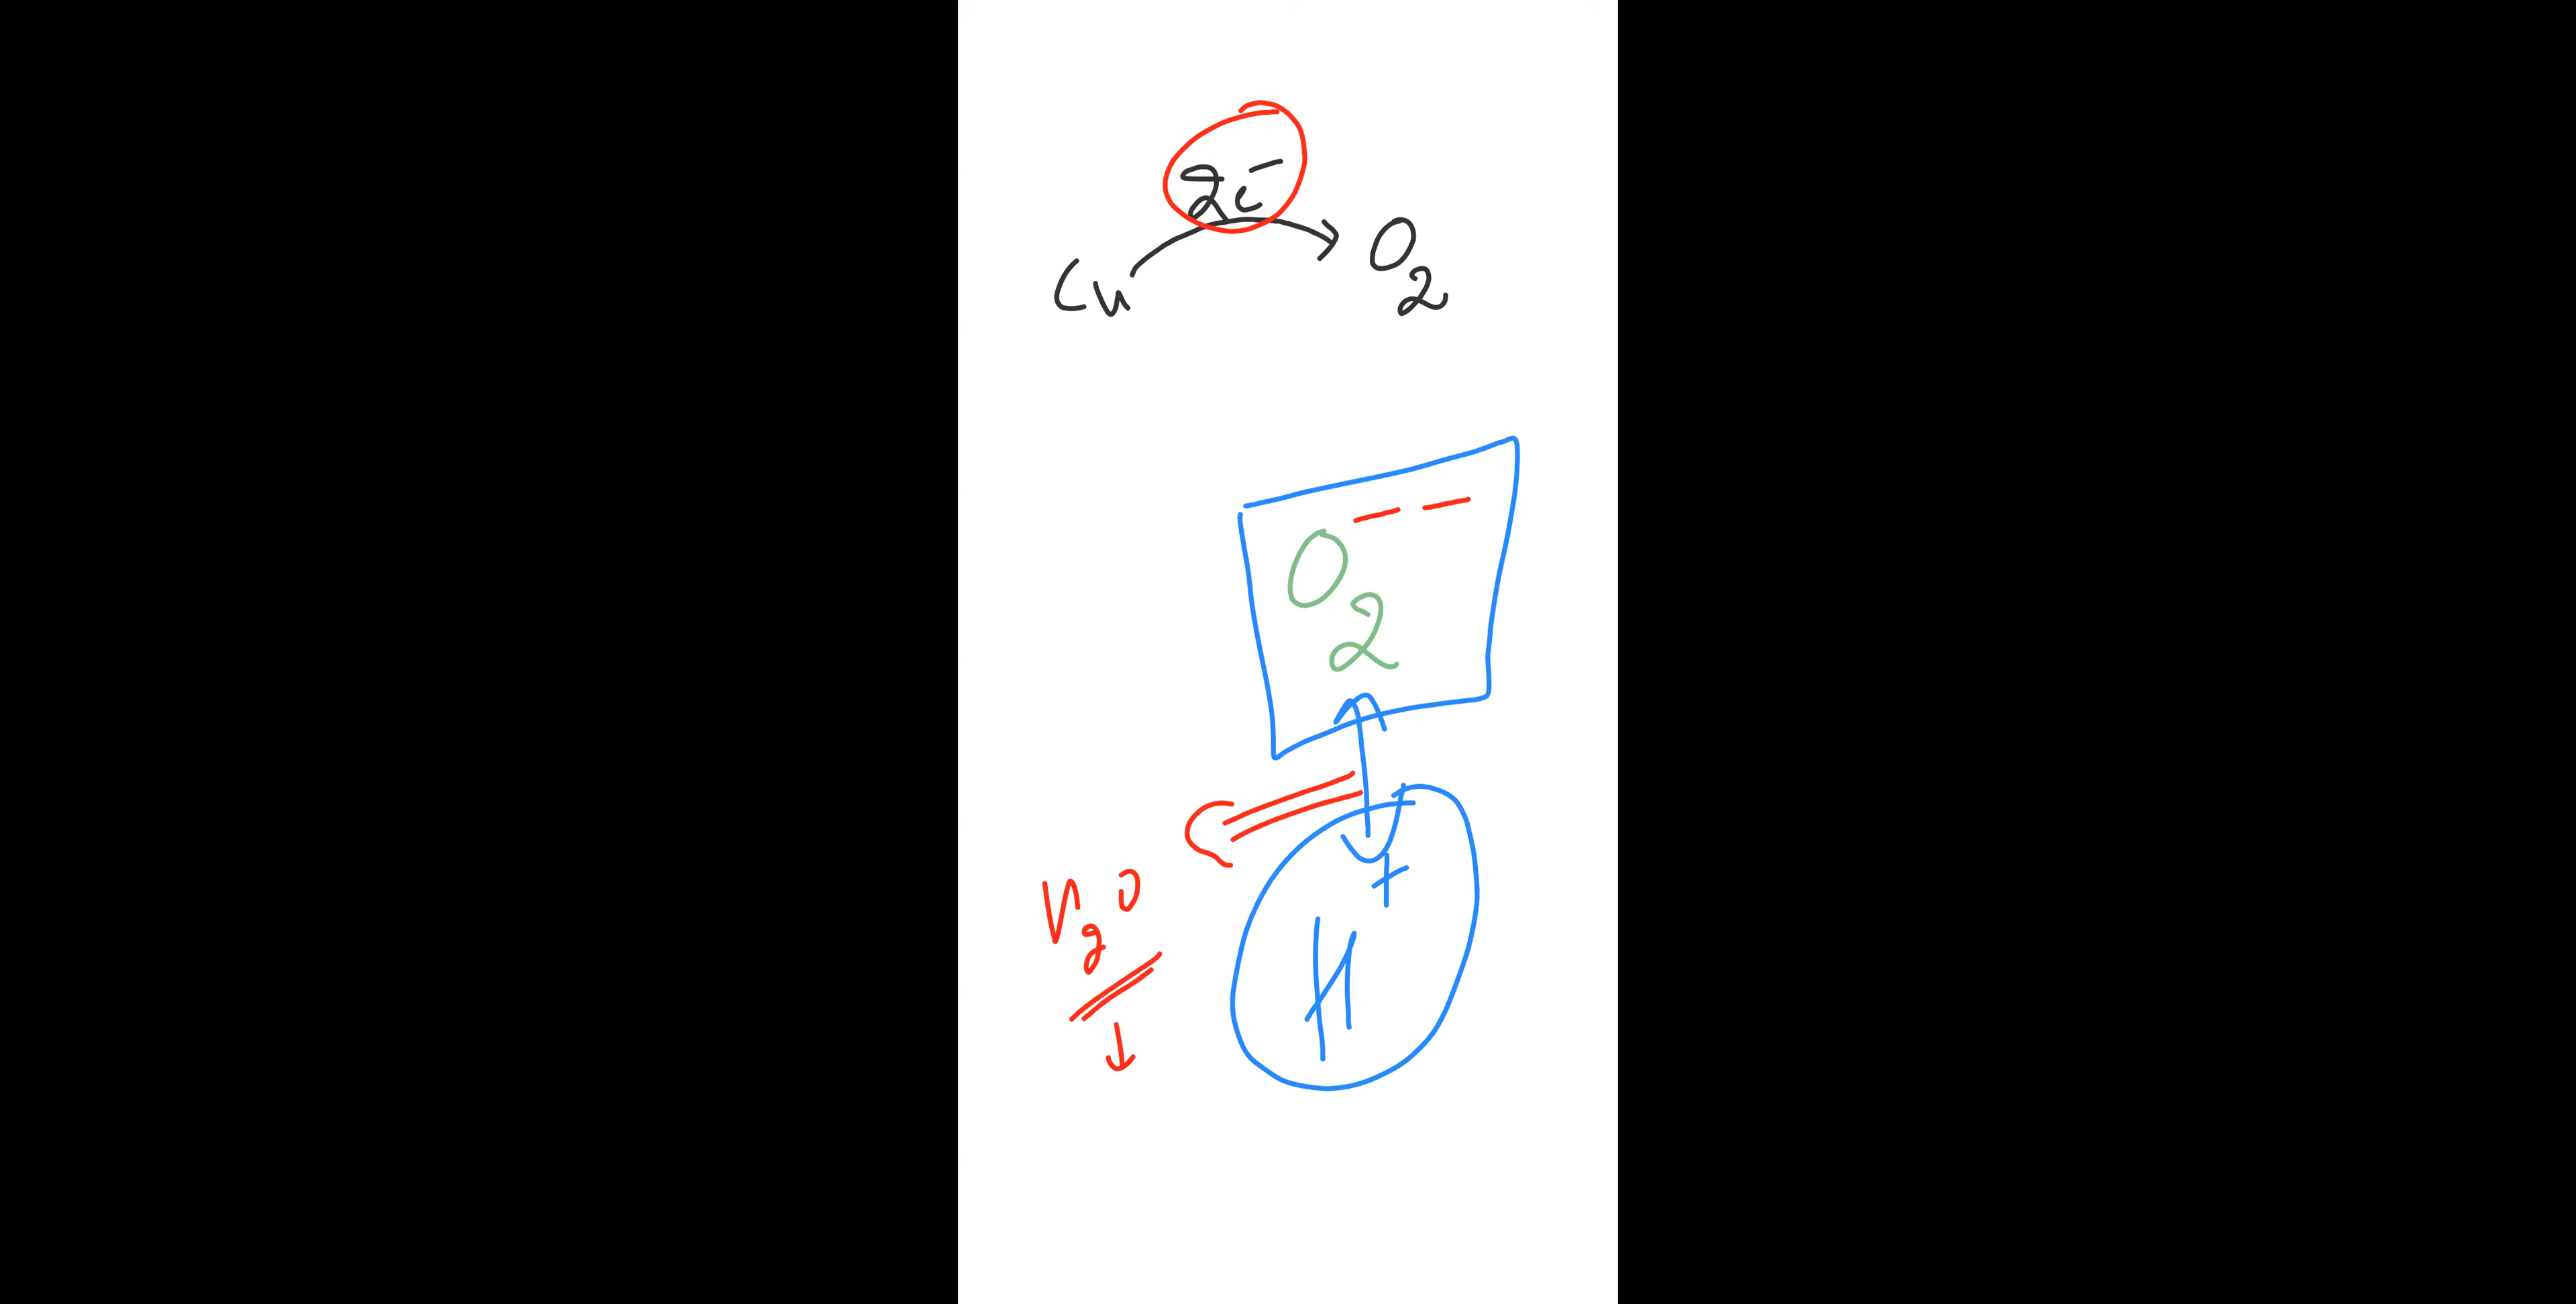 2e⁻
Cu → O₂
O₂⁻⁻
H⁺
H₂O